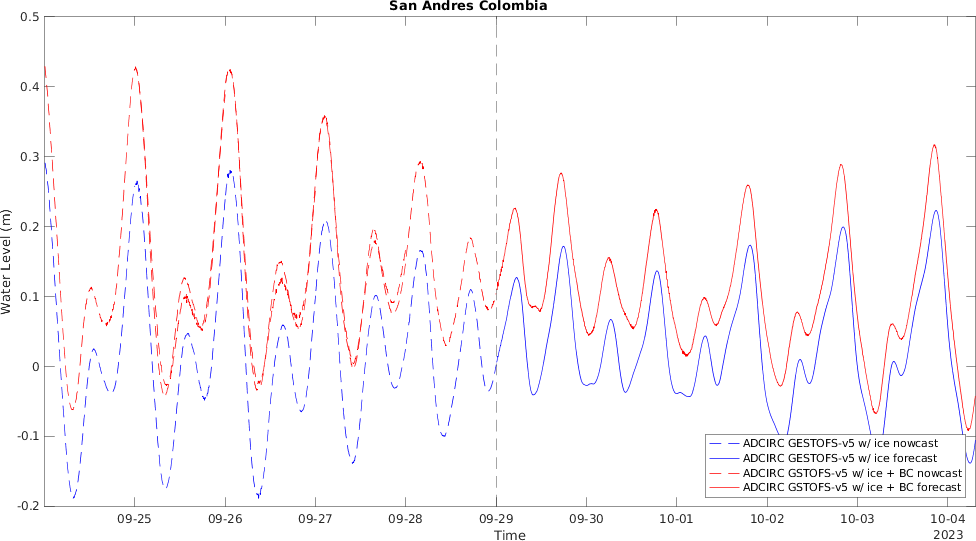 San Andres Colombia
0.5
0.4
0.3
0.2
0.1
0
-0.1
-0.2
Water Level (m)
09-25
09-26
09-27
09-28
09-29
09-30
10-01
10-02
10-03
10-04
Time
2023
ADCIRC GESTOFS-v5 w/ ice nowcast
ADCIRC GESTOFS-v5 w/ ice forecast
ADCIRC GSTOFS-v5 w/ ice + BC nowcast
ADCIRC GSTOFS-v5 w/ ice + BC forecast